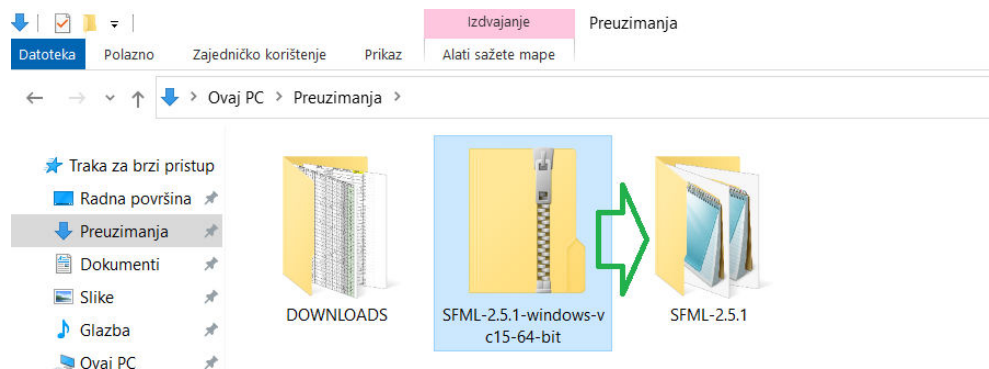 Izdvajanje
Preuzimanja
Datoteka
Polazno
Zajedničko korištenje
Prikaz
Alati sažete mape
Ovaj PC > Preuzimanja >
Traka za brzi pristup
Radna površina
Preuzimanja
Dokumenti
Slike
Glazba
Ovaj PC
DOWNLOADS
SFML-2.5.1-windows-v
c15-64-bit
SFML-2.5.1